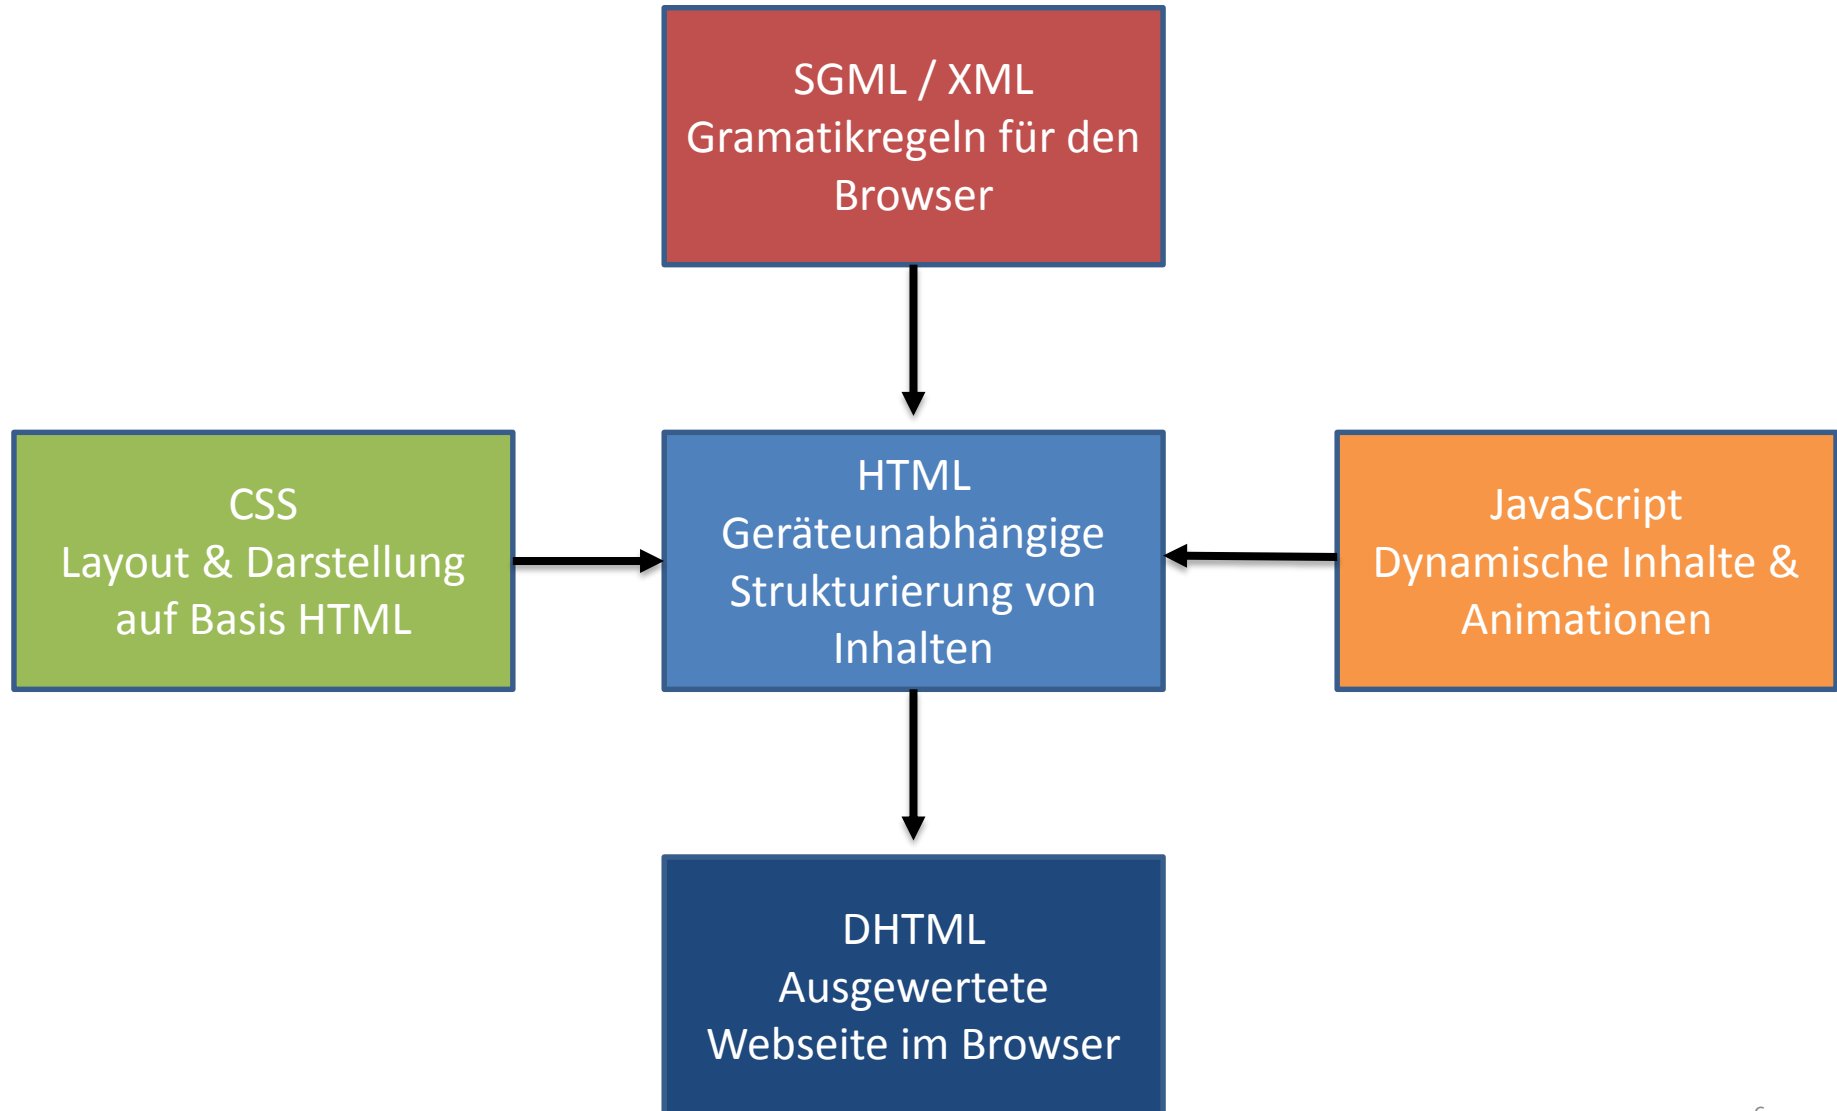 SGML / XML
Gramatikregeln für den
Browser
CSS
Layout & Darstellung
auf Basis HTML
HTML
Geräteunabhängige
Strukturierung von
Inhalten
JavaScript
Dynamische Inhalte &
Animationen
DHTML
Ausgewertete
Webseite im Browser